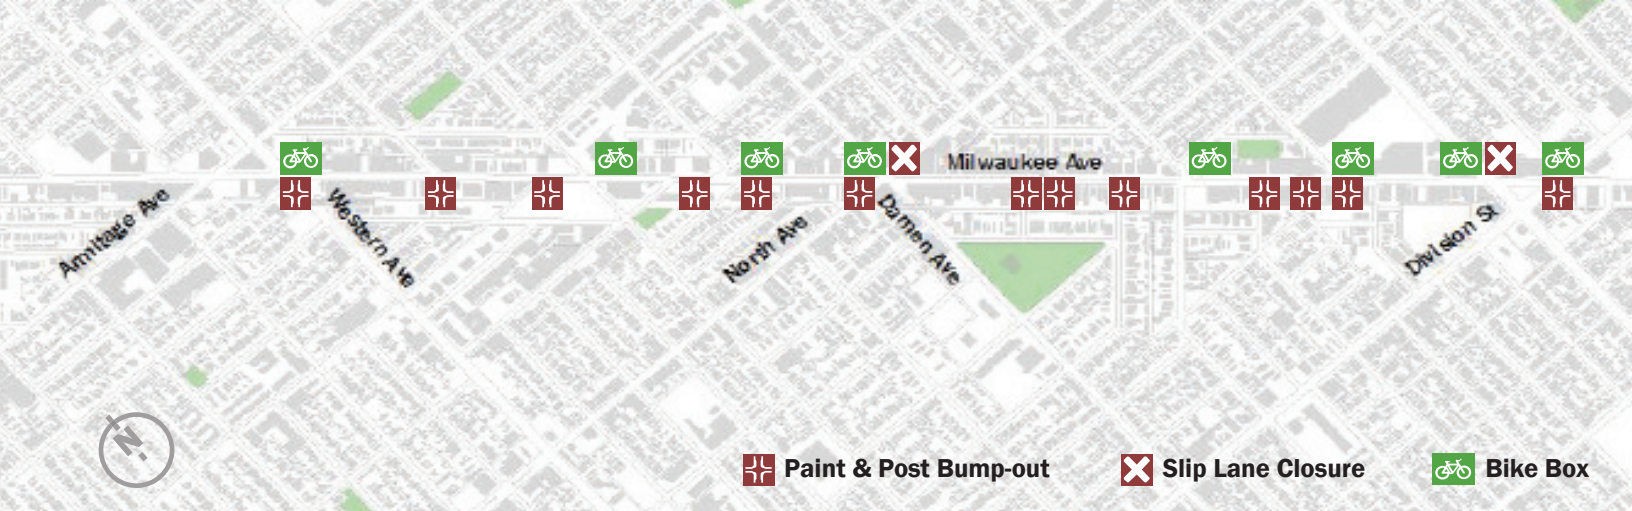 Milwaukee Ave
Armitage Ave
Western Ave
North Ave
Damen Ave
Division St
N
Paint & Post Bump-out
Slip Lane Closure
Bike Box